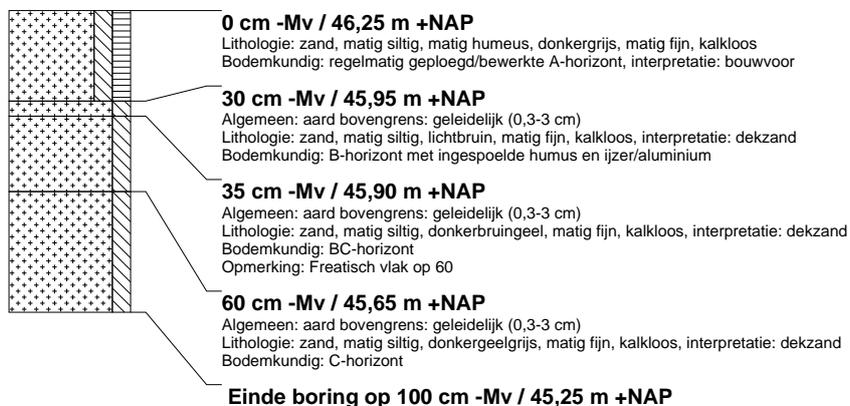 0 cm -Mv / 46,25 m +NAP
Lithologie: zand, matig siltig, matig humeus, donkergrijs, matig fijn, kalkloos
Bodemkundig: regelmatig geploegd/bewerkte A-horizont, interpretatie: bouwvoor
30 cm -Mv / 45,95 m +NAP
Algemeen: aard bovengrens: geleidelijk (0,3-3 cm)
Lithologie: zand, matig siltig, lichtbruin, matig fijn, kalkloos, interpretatie: dekzand
Bodemkundig: B-horizont met ingespoelde humus en ijzer/aluminium
35 cm -Mv / 45,90 m +NAP
Algemeen: aard bovengrens: geleidelijk (0,3-3 cm)
Lithologie: zand, matig siltig, donkerbruingeel, matig fijn, kalkloos, interpretatie: dekzand
Bodemkundig: BC-horizont
Opmerking: Freatisch vlak op 60
60 cm -Mv / 45,65 m +NAP
Algemeen: aard bovengrens: geleidelijk (0,3-3 cm)
Lithologie: zand, matig siltig, donkergeelgrijs, matig fijn, kalkloos, interpretatie: dekzand
Bodemkundig: C-horizont
Einde boring op 100 cm -Mv / 45,25 m +NAP